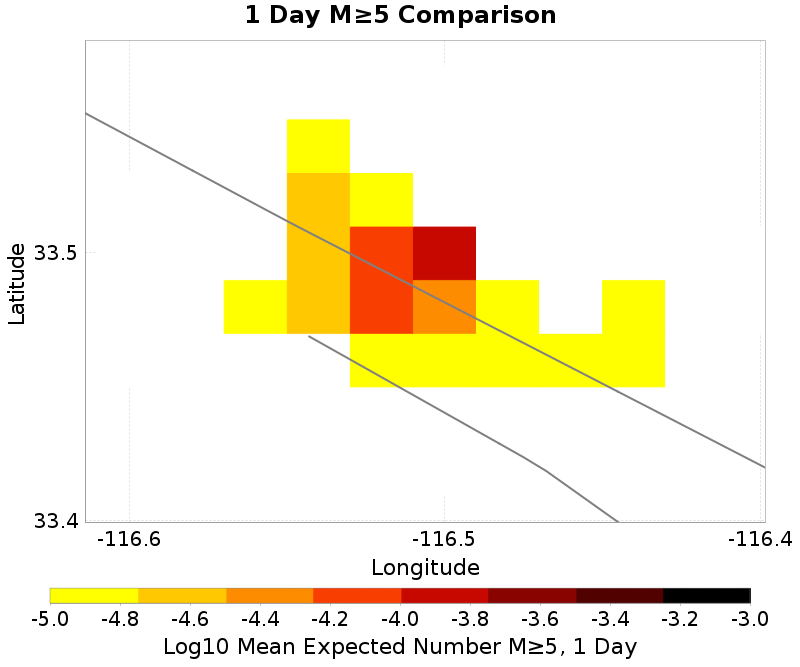 1 Day M≥5 Comparison
Latitude
33.5
33.4
-116.6 -116.5 -116.4
Longitude
-5.0 -4.8 -4.6 -4.4 -4.2 -4.0 -3.8 -3.6 -3.4 -3.2 -3.0
Log10 Mean Expected Number M≥5, 1 Day